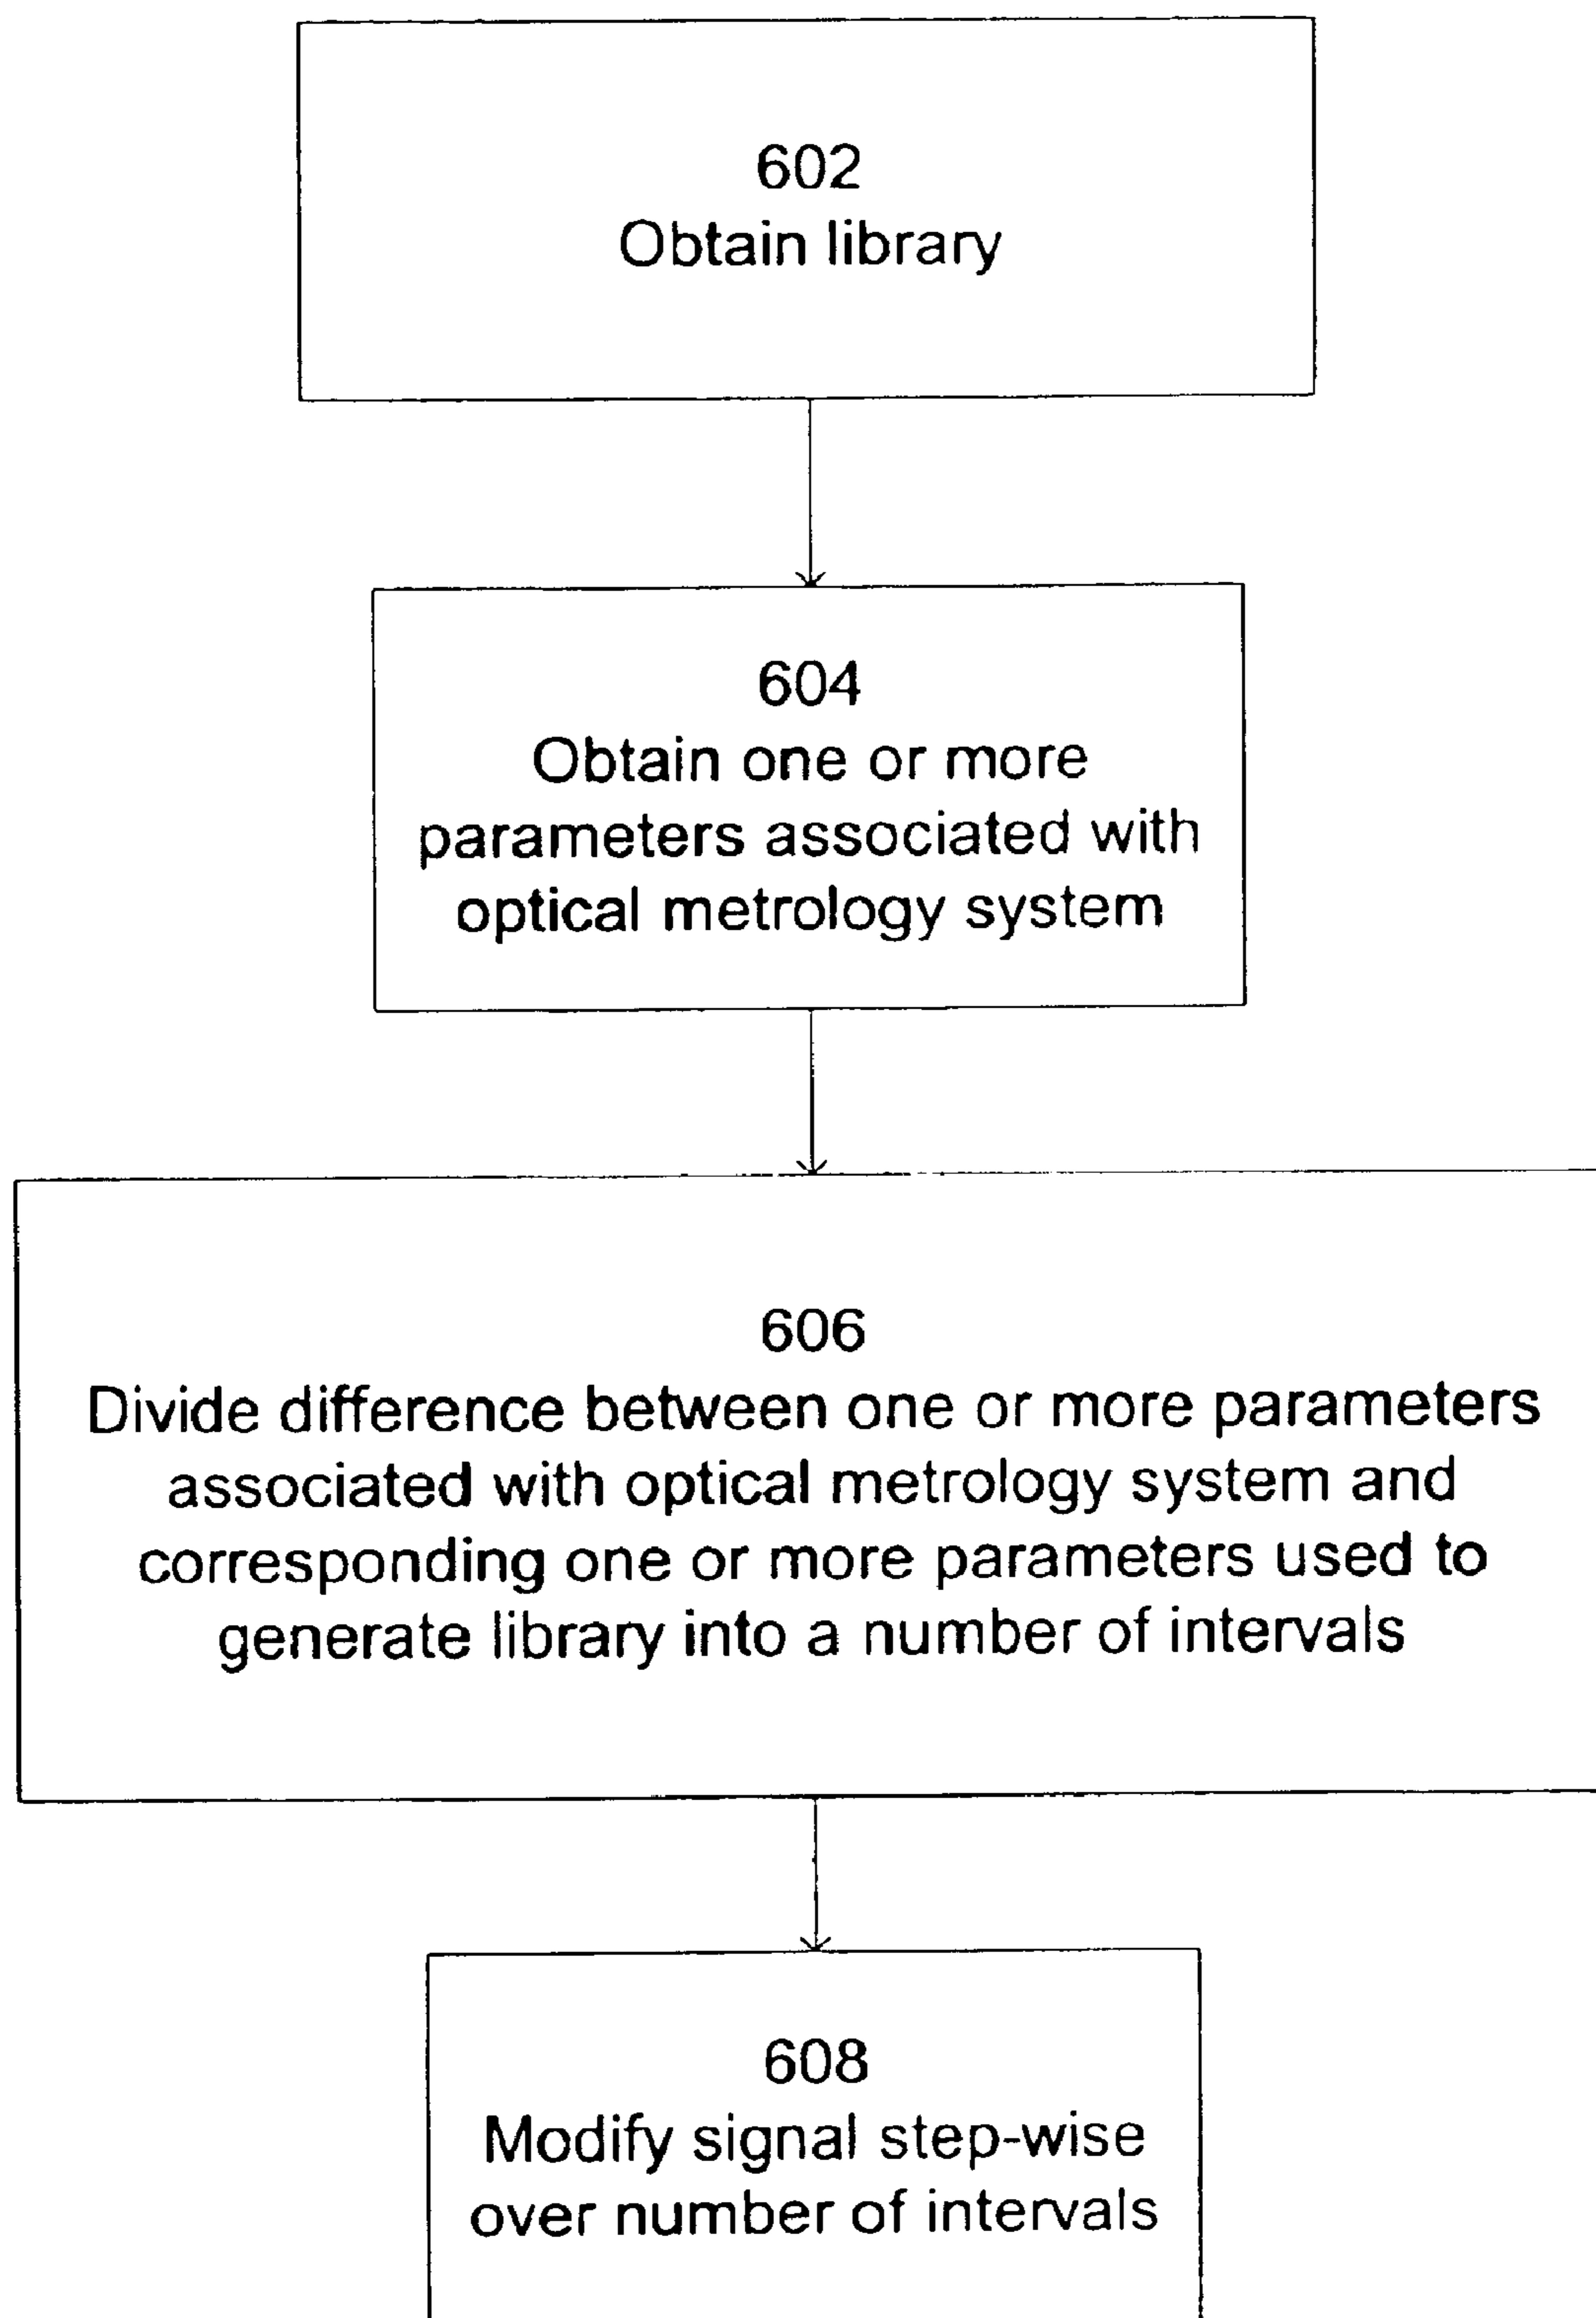 602
Obtain library
604
Obtain one or more
parameters associated with
optical metrology system
606
Divide difference between one or more parameters
associated with optical metrology system and
corresponding one or more parameters used to
generate library into a number of intervals
608
Modify signal step-wise
over number of intervals